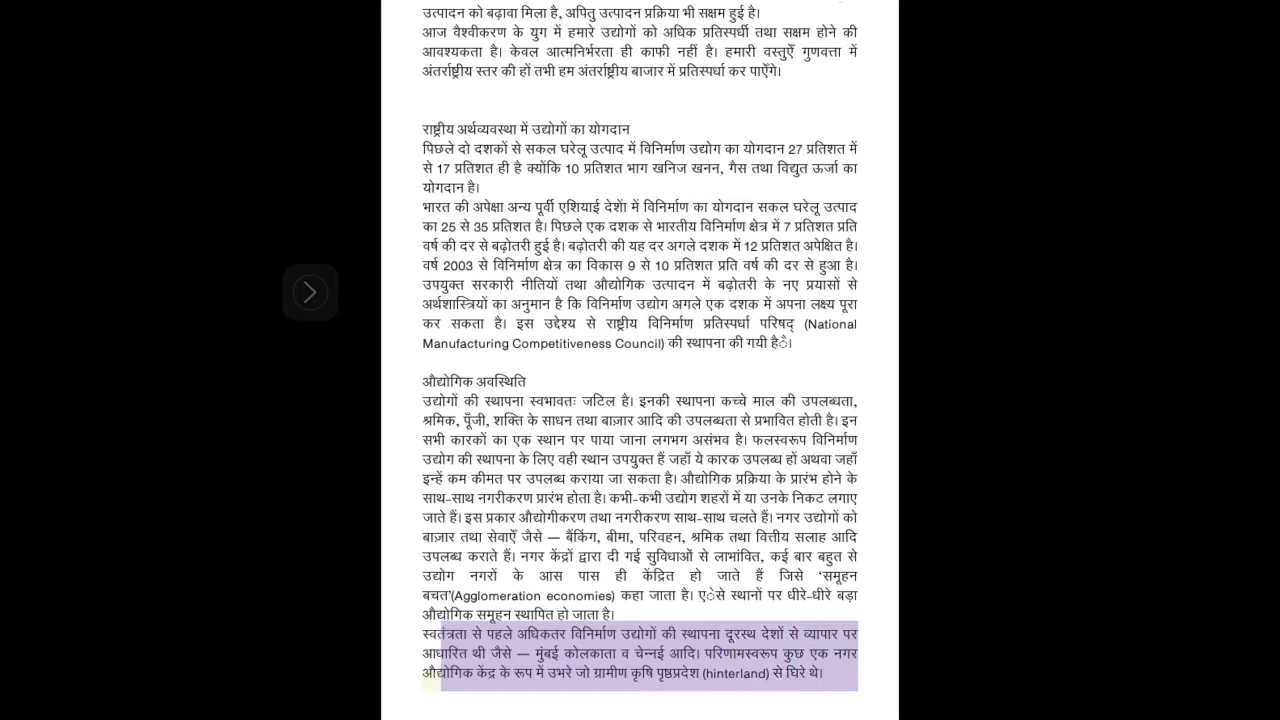 उत्पादन को बढ़ावा मिला है, अपितु उत्पादन प्रक्रिया भी सक्षम हुई है।
आज वैश्वीकरण के युग में हमारे उद्योगों को अधिक प्रतिस्पर्धी तथा सक्षम होने की
आवश्यकता है। केवल आत्मनिर्भरता ही काफी नहीं है। हमारी वस्तुएँ गुणवत्ता में
अंतर्राष्ट्रीय स्तर की हों तभी हम अंतर्राष्ट्रीय बाजार में प्रतिस्पर्धा कर पाएँगे।
राष्ट्रीय अर्थव्यवस्था में उद्योगों का योगदान
पिछले दो दशकों से सकल घरेलू उत्पाद में विनिर्माण उद्योग का योगदान 27 प्रतिशत में
से 17 प्रतिशत ही है क्योंकि 10 प्रतिशत भाग खनिज खनन, गैस तथा विद्युत ऊर्जा का
योगदान है।
भारत की अपेक्षा अन्य पूर्वी एशियाई देशेां में विनिर्माण का योगदान सकल घरेलू उत्पाद
का 25 से 35 प्रतिशत है। पिछले एक दशक से भारतीय विनिर्माण क्षेत्र में 7 प्रतिशत प्रति
वर्ष की दर से बढ़ोतरी हुई है। बढ़ोतरी की यह दर अगले दशक में 12 प्रतिशत अपेक्षित है।
वर्ष 2003 से विनिर्माण क्षेत्र का विकास 9 से 10 प्रतिशत प्रति वर्ष की दर से हुआ है।
उपयुक्त सरकारी नीतियों तथा औद्योगिक उत्पादन में बढ़ोतरी के नए प्रयासों से
अर्थशास्त्रियों का अनुमान है कि विनिर्माण उद्योग अगले एक दशक में अपना लक्ष्य पूरा
कर सकता है। इस उद्देश्य से राष्ट्रीय विनिर्माण प्रतिस्पर्धा परिषद् (National
Manufacturing Competitiveness Council) की स्थापना की गयी हेै।
औद्योगिक अवस्थिति
उद्योगों की स्थापना स्वभावतः जटिल है। इनकी स्थापना कच्चे माल की उपलब्धता,
श्रमिक, पूँजी, शक्ति के साधन तथा बाज़ार आदि की उपलब्धता से प्रभावित होती है। इन
सभी कारकों का एक स्थान पर पाया जाना लगभग असंभव है। फलस्वरूप विनिर्माण
उद्योग की स्थापना के लिए वही स्थान उपयुक्त हैं जहाँ ये कारक उपलब्ध हों अथवा जहाँ
इन्हें कम कीमत पर उपलब्ध कराया जा सकता है। औद्योगिक प्रक्रिया के प्रारंभ होने के
साथ-साथ नगरीकरण प्रारंभ होता है। कभी-कभी उद्योग शहरों में या उनके निकट लगाए
जाते हैं। इस प्रकार औद्योगीकरण तथा नगरीकरण साथ-साथ चलते हैं। नगर उद्योगों को
बाज़ार तथा सेवाएँ जैसे — बैंकिंग, बीमा, परिवहन, श्रमिक तथा वित्तीय सलाह आदि
उपलब्ध कराते हैं। नगर केंद्रों द्वारा दी गई सुविधाओं से लाभांवित, कई बार बहुत से
उद्योग नगरों के आस पास ही केंद्रित हो जाते हैं जिसे ‘समूहन
बचत’(Agglomeration economies) कहा जाता है। एेसे स्थानों पर धीरे-धीरे बड़ा
औद्योगिक समूहन स्थापित हो जाता है।
स्वतंत्रता से पहले अधिकतर विनिर्माण उद्योगों की स्थापना दूरस्थ देशों से व्यापार पर
आधारित थी जैसे — मुंबई कोलकाता व चेन्नई आदि। परिणामस्वरूप कुछ एक नगर
औद्योगिक केंद्र के रूप में उभरे जो ग्रामीण कृषि पृष्ठप्रदेश (hinterland) से घिरे थे।